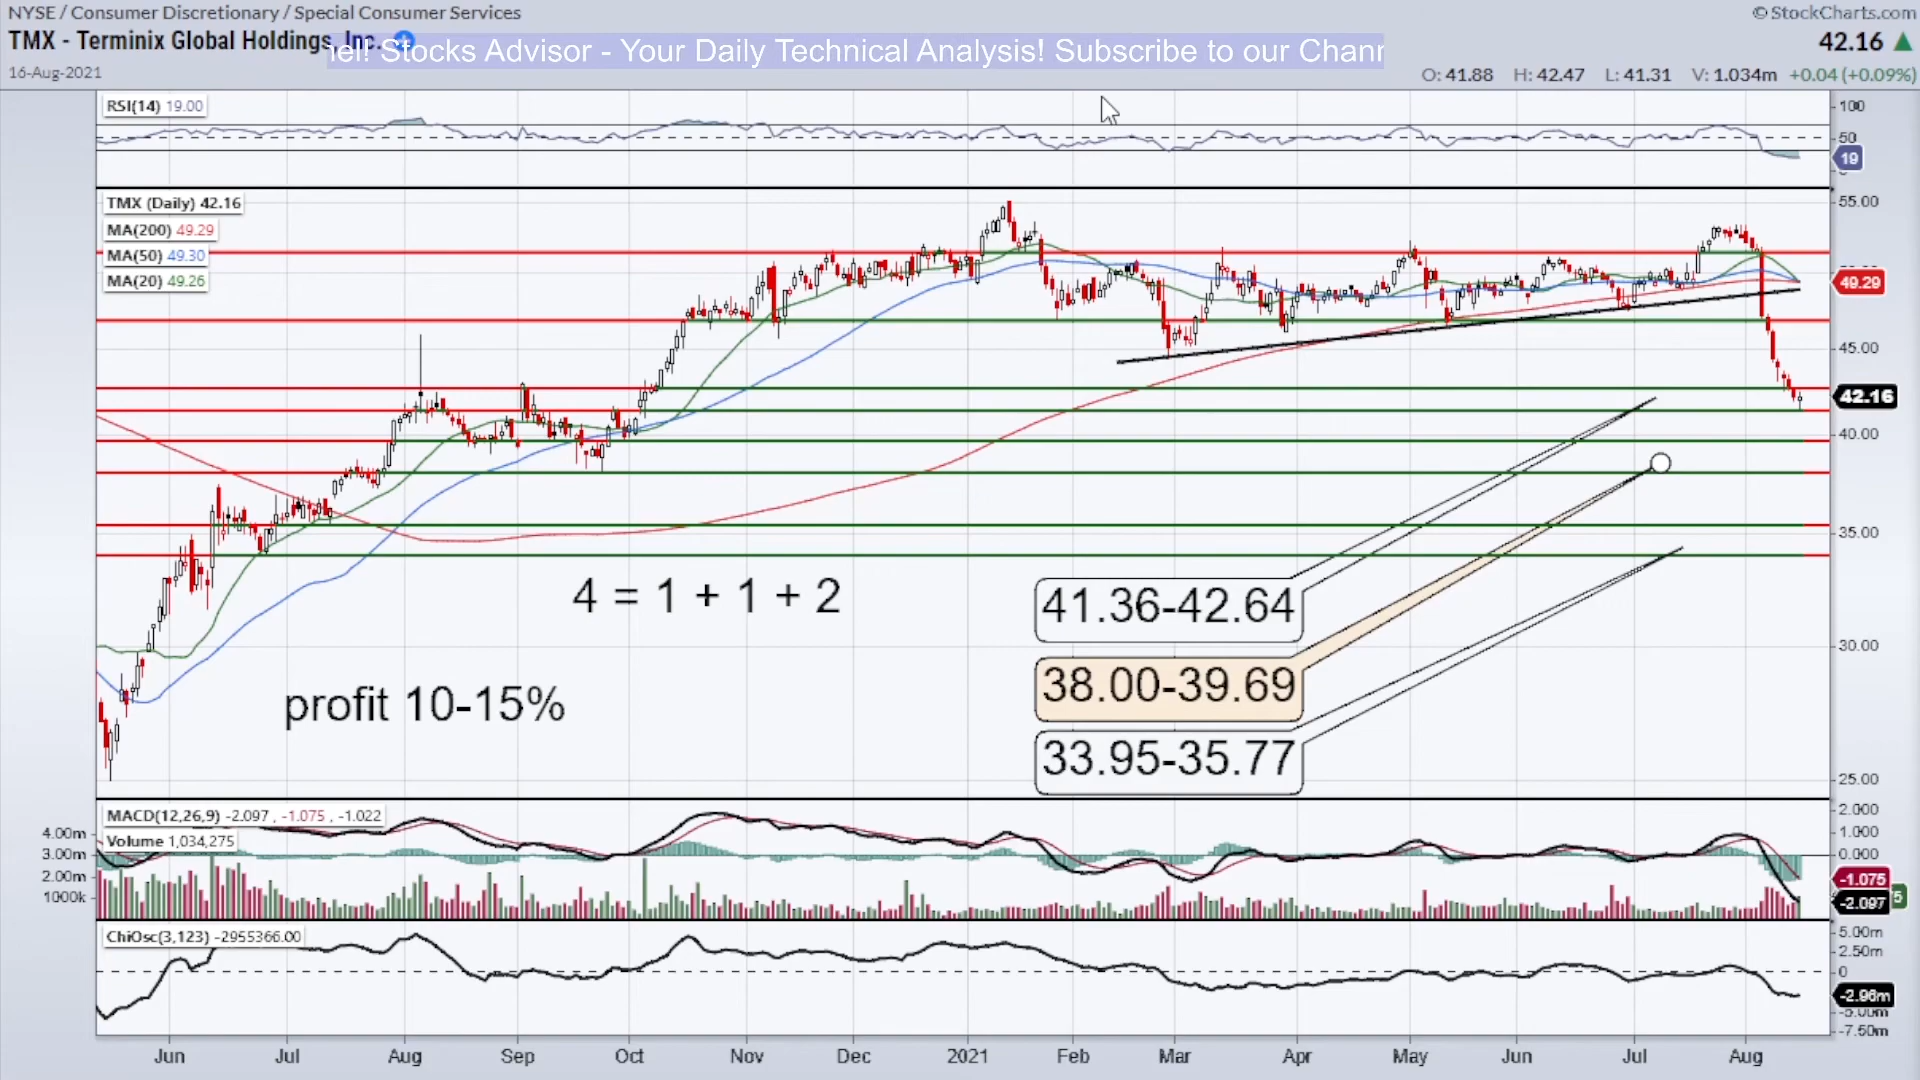 NYSE / Consumer Discretionary / Special Consumer Services
© StockCharts.com
TMX - Terminix Global Holdings, Inc.
nel! Stocks Advisor - Your Daily Technical Analysis! Subscribe to our Chann
42.16
16-Aug-2021
O: 41.88 H: 42.47 L: 41.31 V: 1.034m +0.04 (+0.09%)
RSI(14) 19.00
100
50
19
TMX (Daily) 42.16
MA(200) 49.29
MA(50) 49.30
MA(20) 49.26
55.00
49.29
45.00
42.16
40.00
35.00
30.00
25.00
4 = 1 + 1 + 2
profit 10-15%
41.36-42.64
38.00-39.69
33.95-35.77
MACD(12,26,9) -2.097 , -1.075 , -1.022
Volume 1,034,275
4.00m
3.00m
2.00m
1000k
2.000
1.000
0.000
-1.075
-2.097
5
ChiOsc(3,123) -2955366.00
5.00m
2.50m
0
-2.96m
-5.00m
-7.50m
Jun Jul Aug Sep Oct Nov Dec 2021 Feb Mar Apr May Jun Jul Aug